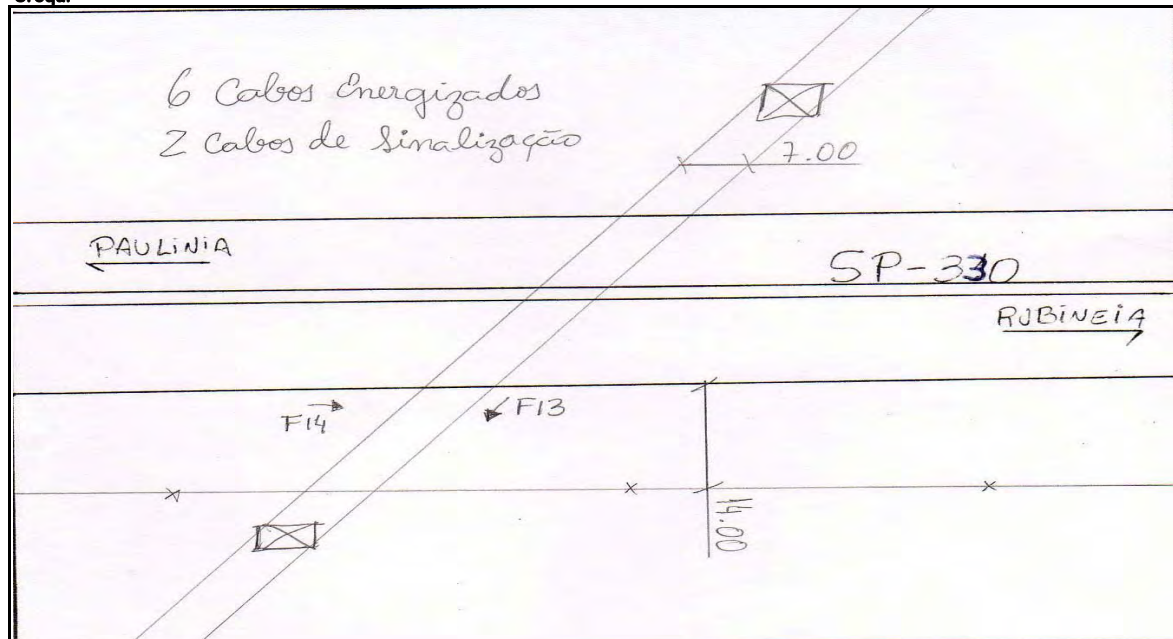 Croqui
6 Cabos Energizados
2 Cabos de Sinalização
7.00
PAULINIA
SP-330
RUBINEIA
F14
F13
14.00